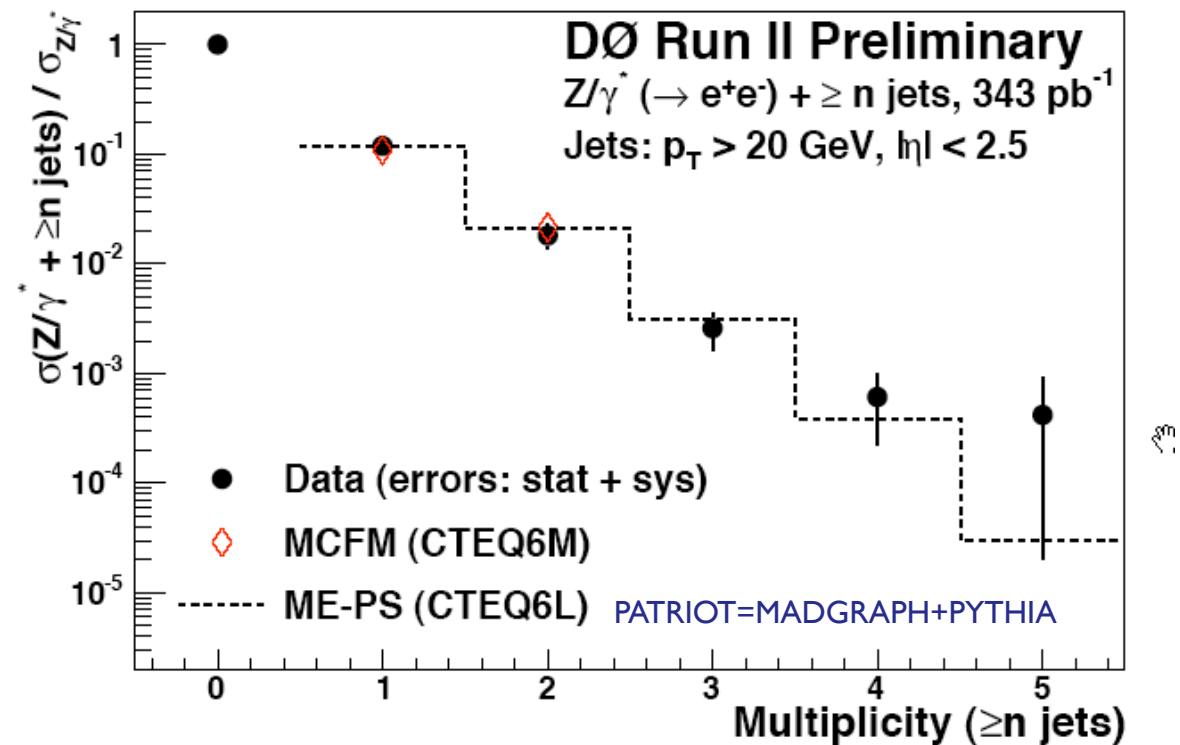 DØ Run II Preliminary
Z/γ* (→ e⁺e⁻) + ≥ n jets, 343 pb⁻¹
Jets: p_T > 20 GeV, |η| < 2.5
σ(Z/γ* + ≥n jets) / σ_Z/γ*
1
10⁻¹
10⁻²
10⁻³
10⁻⁴
10⁻⁵
Data (errors: stat + sys)
MCFM (CTEQ6M)
ME-PS (CTEQ6L) PATRIOT=MADGRAPH+PYTHIA
0 1 2 3 4 5
Multiplicity (≥n jets)